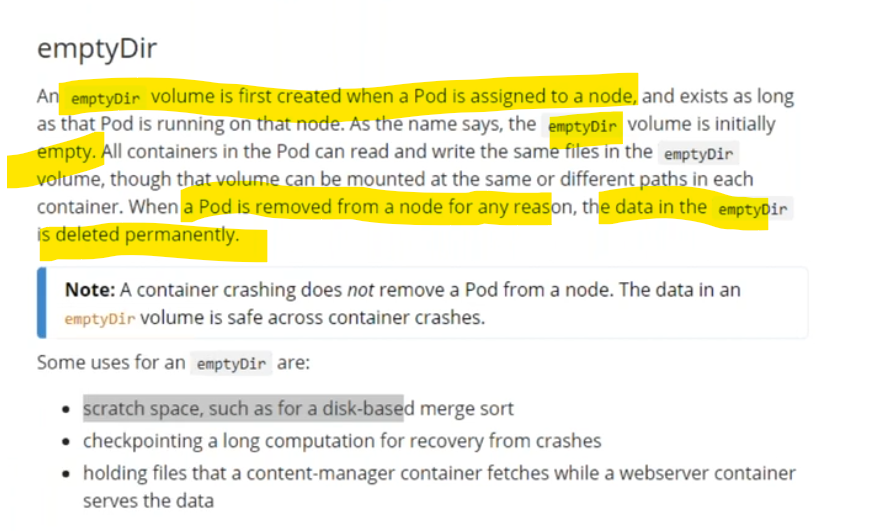 emptyDir
An emptyDir volume is first created when a Pod is assigned to a node, and exists as long
as that Pod is running on that node. As the name says, the emptyDir volume is initially
empty. All containers in the Pod can read and write the same files in the emptyDir
volume, though that volume can be mounted at the same or different paths in each
container. When a Pod is removed from a node for any reason, the data in the emptyDir
is deleted permanently.
Note: A container crashing does not remove a Pod from a node. The data in an
emptyDir volume is safe across container crashes.
Some uses for an emptyDir are:
• scratch space, such as for a disk-based merge sort
• checkpointing a long computation for recovery from crashes
• holding files that a content-manager container fetches while a webserver container
serves the data